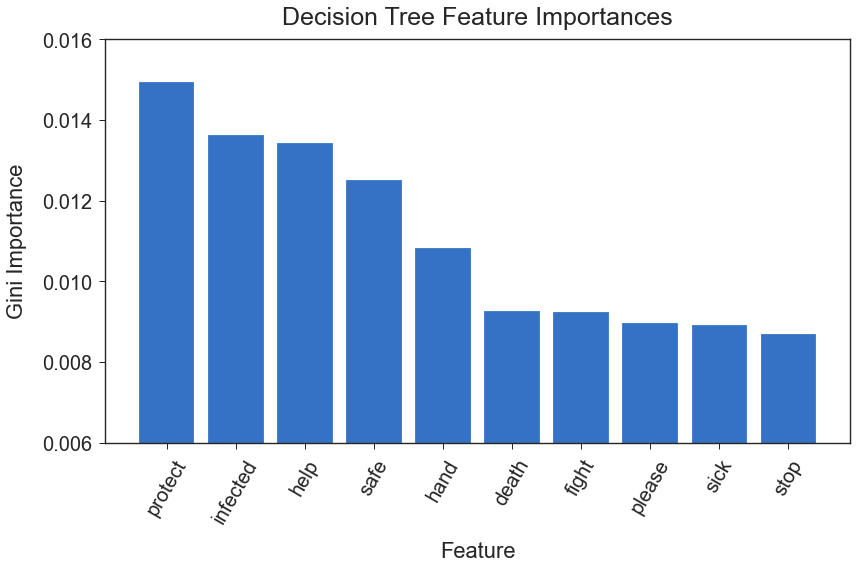 Decision Tree Feature Importances
0.016
0.014
0.012
0.010
0.008
0.006
Gini Importance
protect
infected
help
safe
hand
death
fight
please
sick
stop
Feature